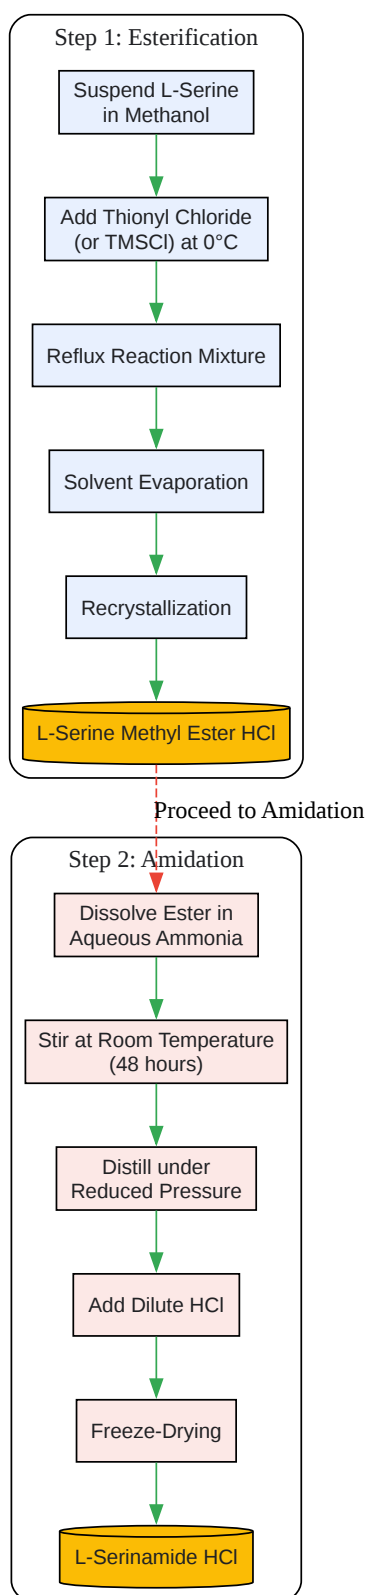 Step 1: Esterification
Suspend L-Serine
in Methanol
Add Thionyl Chloride
(or TMSCl) at 0°C
Reflux Reaction Mixture
Solvent Evaporation
Recrystallization
L-Serine Methyl Ester HCl
Proceed to Amidation
Step 2: Amidation
Dissolve Ester in
Aqueous Ammonia
Stir at Room Temperature
(48 hours)
Distill under
Reduced Pressure
Add Dilute HCl
Freeze-Drying
L-Serinamide HCl